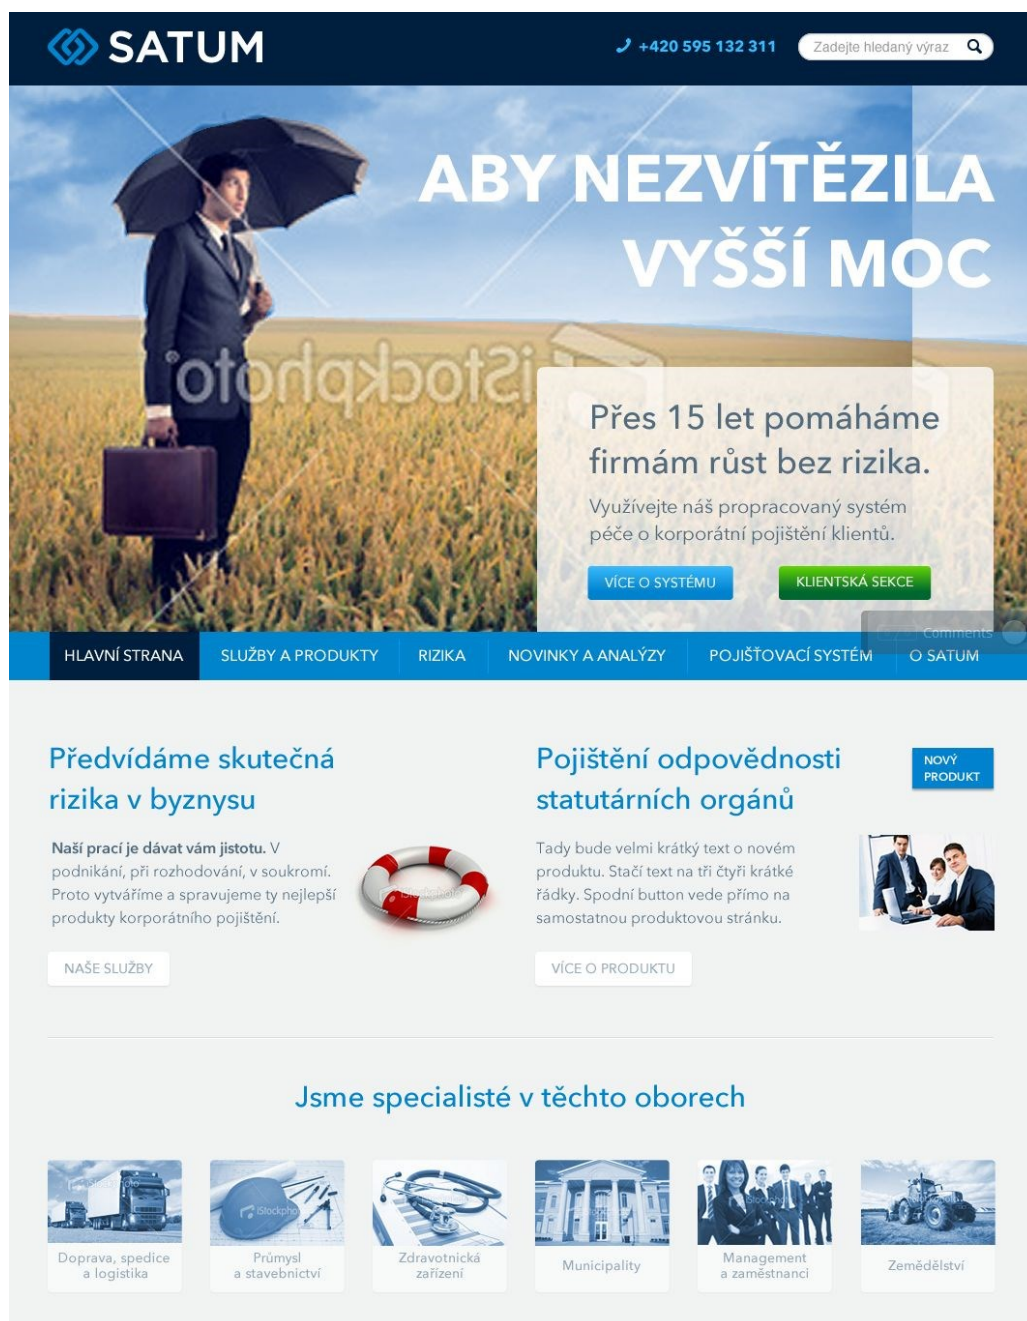 SATUM
+420 595 132 311
Zadejte hledaný výraz
ABY NEZVÍTĚZILA
VYŠŠÍ MOC
iStockphoto
Přes 15 let pomáháme
firmám růst bez rizika.
Využívejte náš propracovaný systém
péče o korporátní pojištění klientů.
VÍCE O SYSTÉMU
KLIENTSKÁ SEKCE
Comments
HLAVNÍ STRANA
SLUŽBY A PRODUKTY
RIZIKA
NOVINKY A ANALÝZY
POJIŠŤOVACÍ SYSTÉM
O SATUM
Předvídáme skutečná
rizika v byznysu
Naší prací je dávat vám jistotu. V
podnikání, při rozhodování, v soukromí.
Proto vytváříme a spravujeme ty nejlepší
produkty korporátního pojištění.
iStockphoto
NAŠE SLUŽBY
Pojištění odpovědnosti
statutárních orgánů
NOVÝ
PRODUKT
Tady bude velmi krátký text o novém
produktu. Stačí text na tři čtyři krátké
řádky. Spodní button vede přímo na
samostatnou produktovou stránku.
VÍCE O PRODUKTU
Jsme specialisté v těchto oborech
Doprava, spedice
a logistika
Průmysl
a stavebnictví
Zdravotnická
zařízení
Municipality
Management
a zaměstnanci
Zemědělství